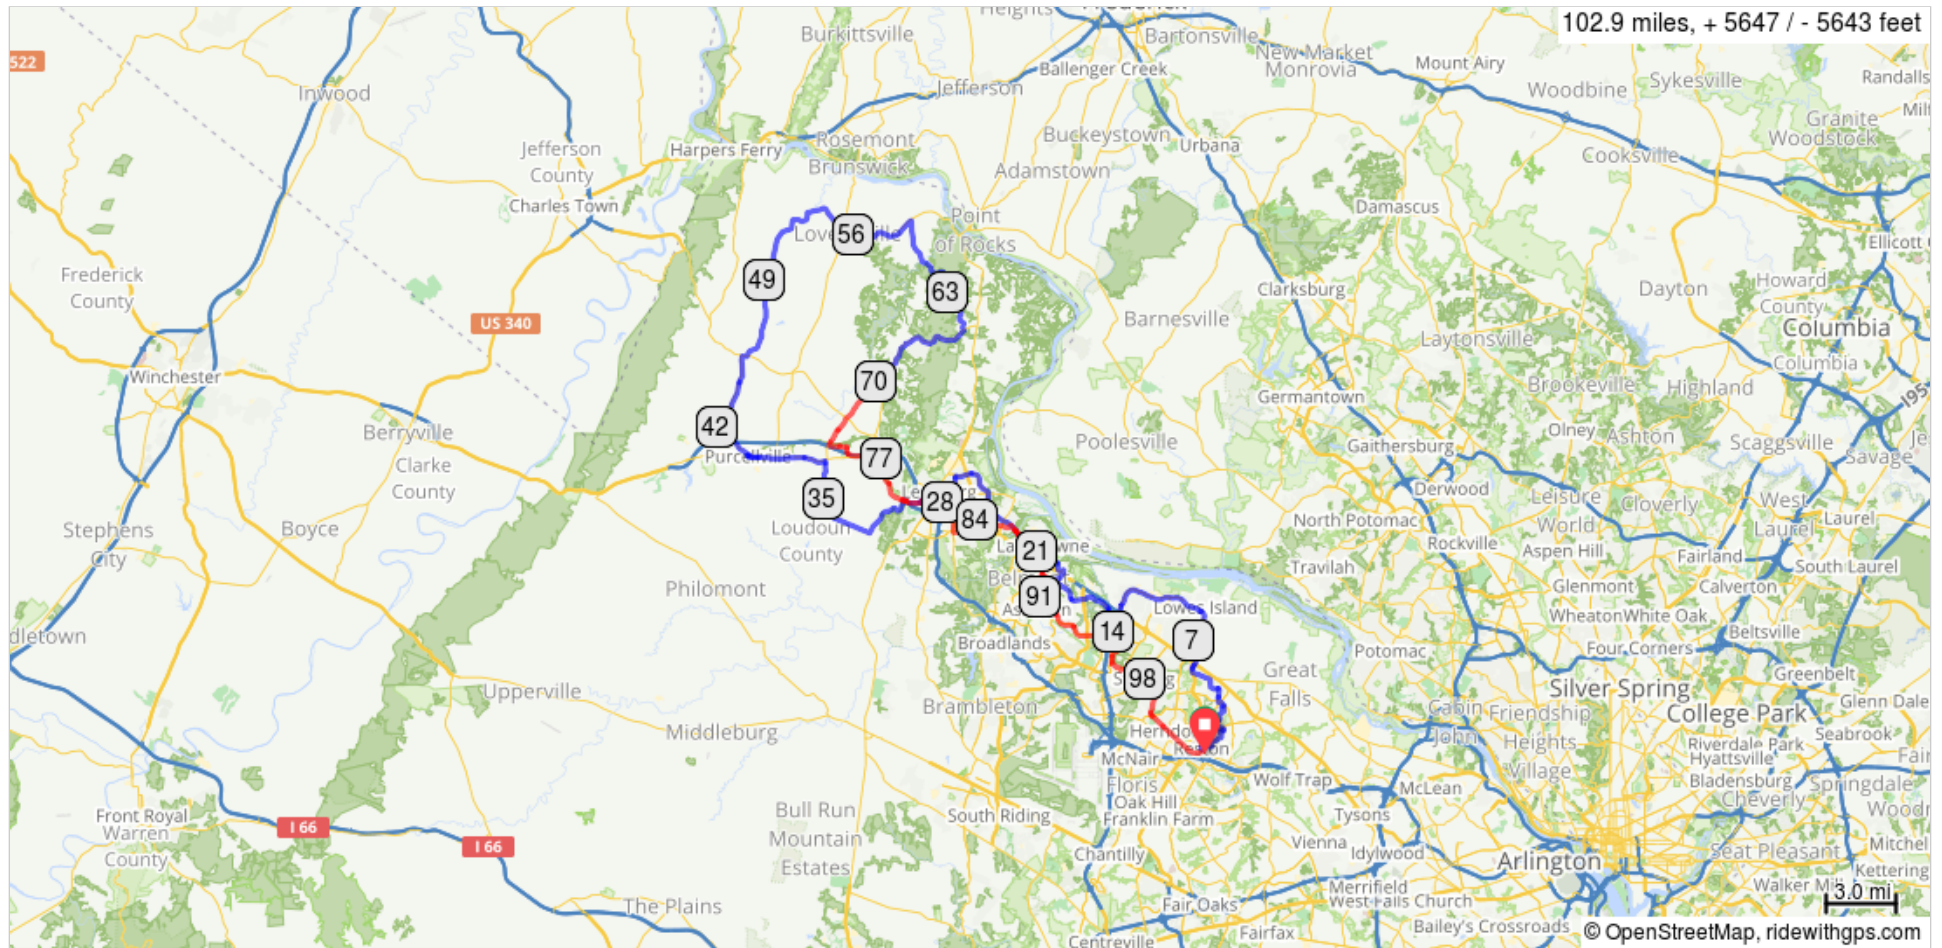 Heights
Burkittsville
Bartonsville
102.9 miles, + 5647 / - 5643 feet
522
Ballenger Creek
New Market
Monrovia
Mount Airy
Sykesville
Randalls
Inwood
Jefferson
Woodbine
Granite
Woodstock
Jefferson
County
Harpers Ferry
Rosemont
Brunswick
Buckeystown
Urbana
Cooksville
Adamstown
Charles Town
Point
of Rocks
Damascus
56
Ellicott
Frederick
County
49
63
Clarksburg
Dayton
Howard
County
US 340
Barnesville
Columbia
Laytonsville
Columbia
Winchester
70
Germantown
Brookeville
Highland
I95
Berryville
42
Purcellville
77
Poolesville
Gaithersburg
Olney
Ashton
Scaggsville
Savage
Clarke
County
35
28
84
Derwood
Leisure
World
Cloverly
West
Laurel
Laurel
Stephens
City
Boyce
Loudoun
County
21
North Potomac
Rockville
Aspen Hill
Fairland
South Laurel
Philomont
91
Travilah
Glenmont
Calverton
Lowes Island
Wheaton
White Oak
dletown
Broadlands
14
7
Potomac
Four Corners
Beltsville
Upperville
98
Great
Falls
Silver Spring
Greenbelt
Brambleton
Cabin
John
Friendship
Heights
Village
College Park
Glenn Dale
Middleburg
Reston
McNair
Riverdale Park
Hyattsville
Seabrook
Wolf Trap
McLean
Bladensburg
Cheverly
Springdale
Floris
Oak Hill
Franklin Farm
Front Royal
Warren
County
I 66
I 66
Bull Run
Mountain
Estates
South Riding
Tysons
Vienna
Idylwood
Chantilly
Arlington
Seat Pleasant
Mitchel
Kettering
The Plains
Merrifield
West Falls Church
Walker Mill
3.0 mi
Fair Oaks
Fairfax
Bailey's Crossroads
Centreville
© OpenStreetMap, ridewithgps.com